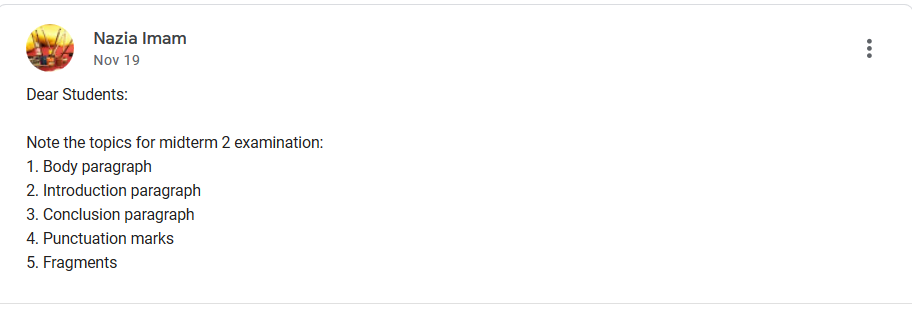 Nazia Imam
Nov 19
Dear Students:
Note the topics for midterm 2 examination:
1. Body paragraph
2. Introduction paragraph
3. Conclusion paragraph
4. Punctuation marks
5. Fragments